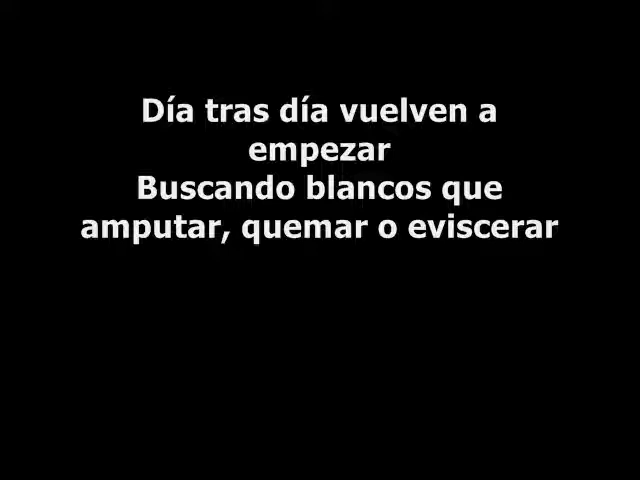 Día tras día vuelven a
empezar
Buscando blancos que
amputar, quemar o eviscerar